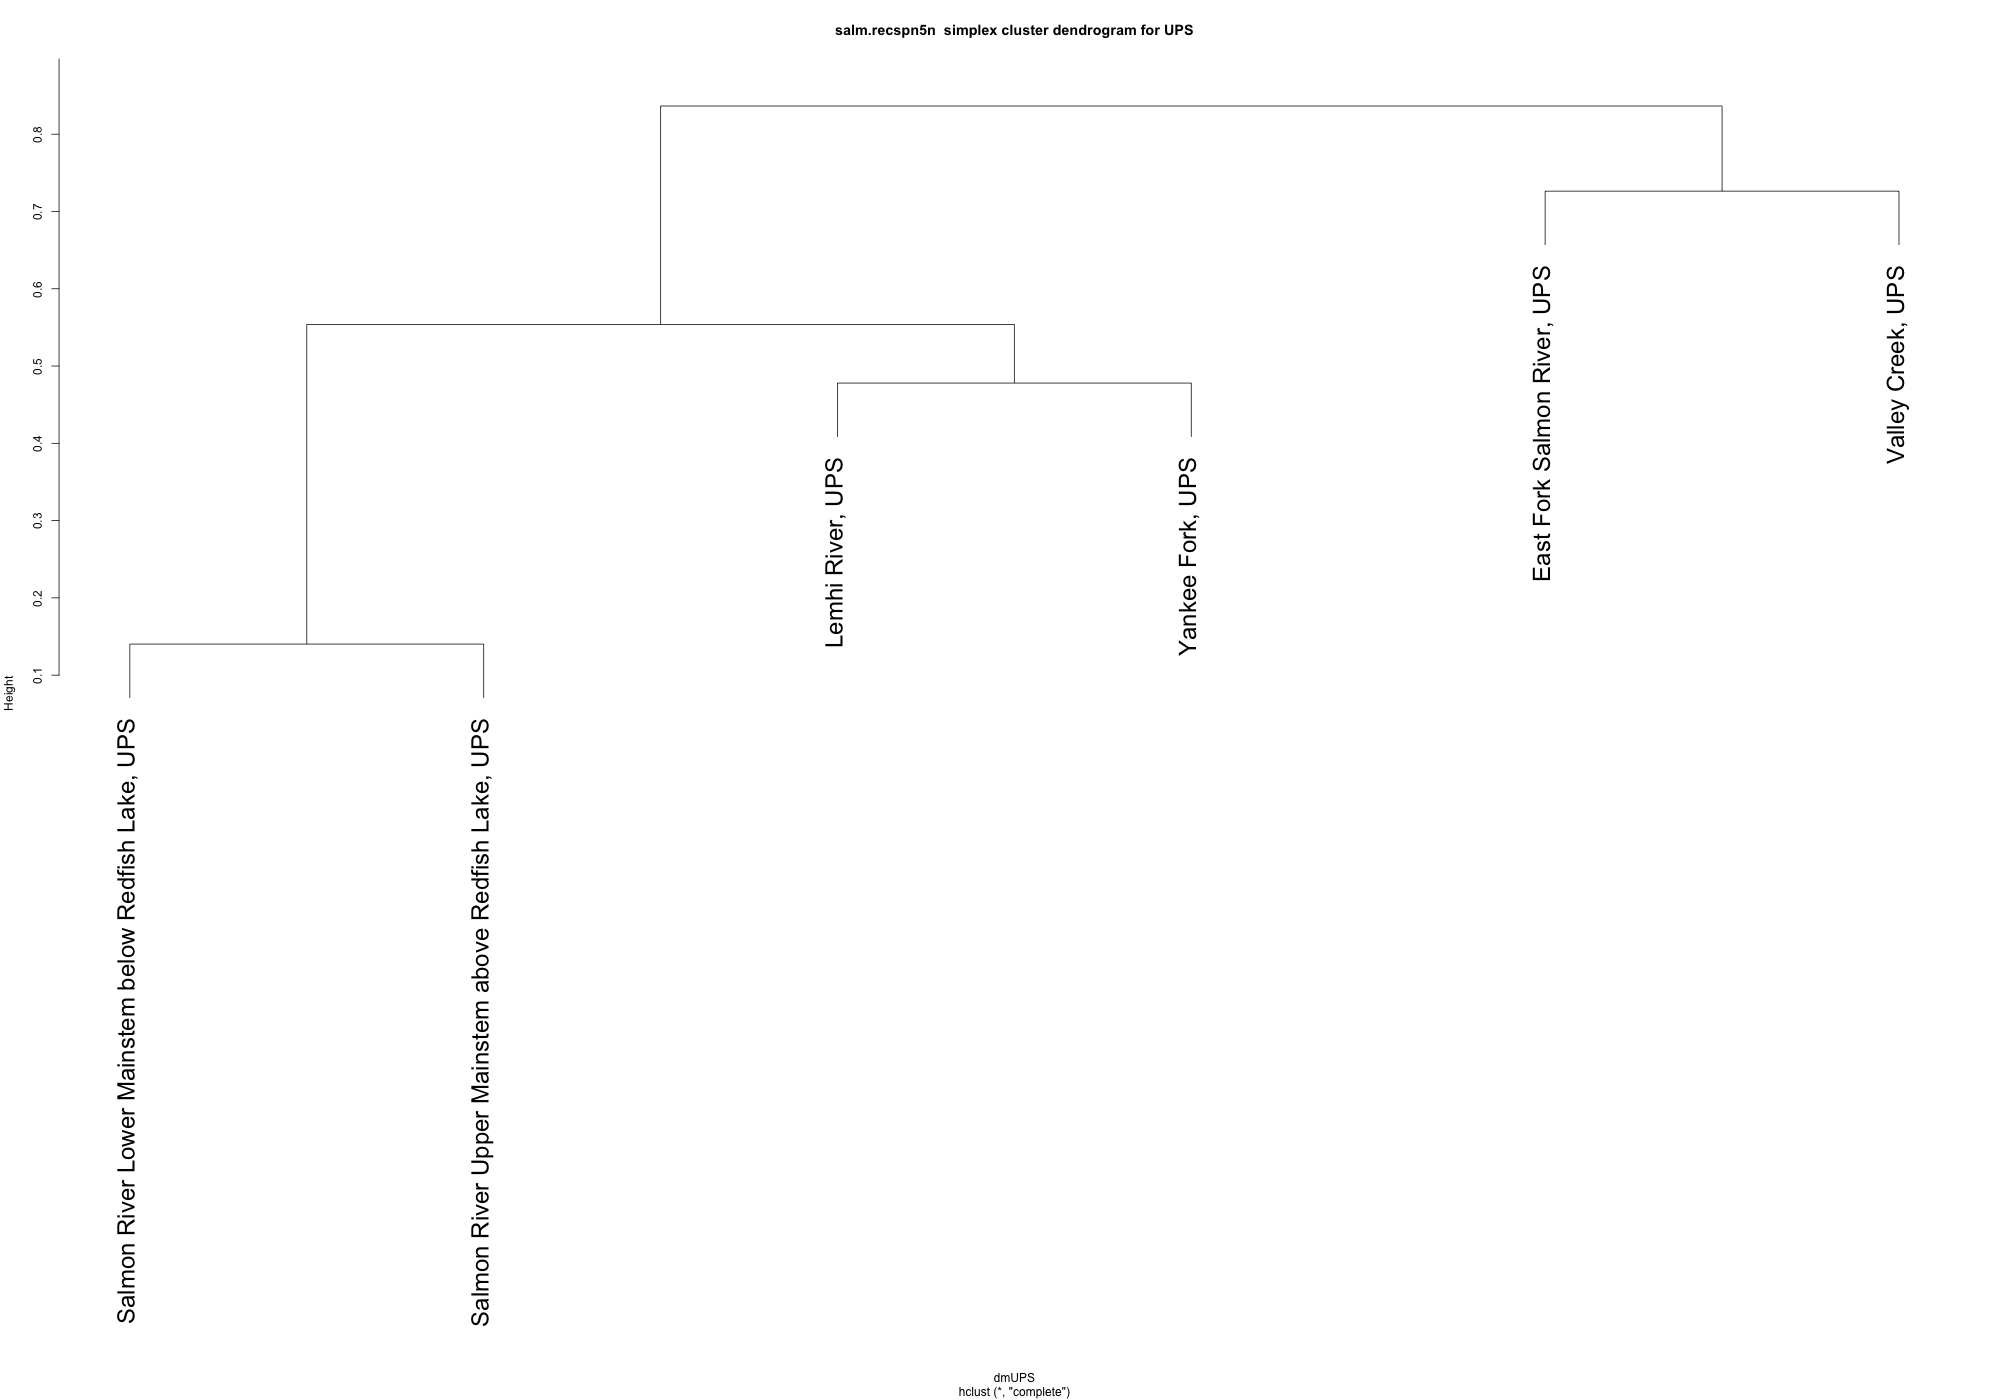 salm.recspn5n  simplex cluster dendrogram for UPS
0.8
0.7
0.6
0.5
0.4
0.3
0.2
0.1
Height
Salmon River Lower Mainstem below Redfish Lake, UPS
Salmon River Upper Mainstem above Redfish Lake, UPS
Lemhi River, UPS
Yankee Fork, UPS
East Fork Salmon River, UPS
Valley Creek, UPS
dmUPS
hclust (*, "complete")